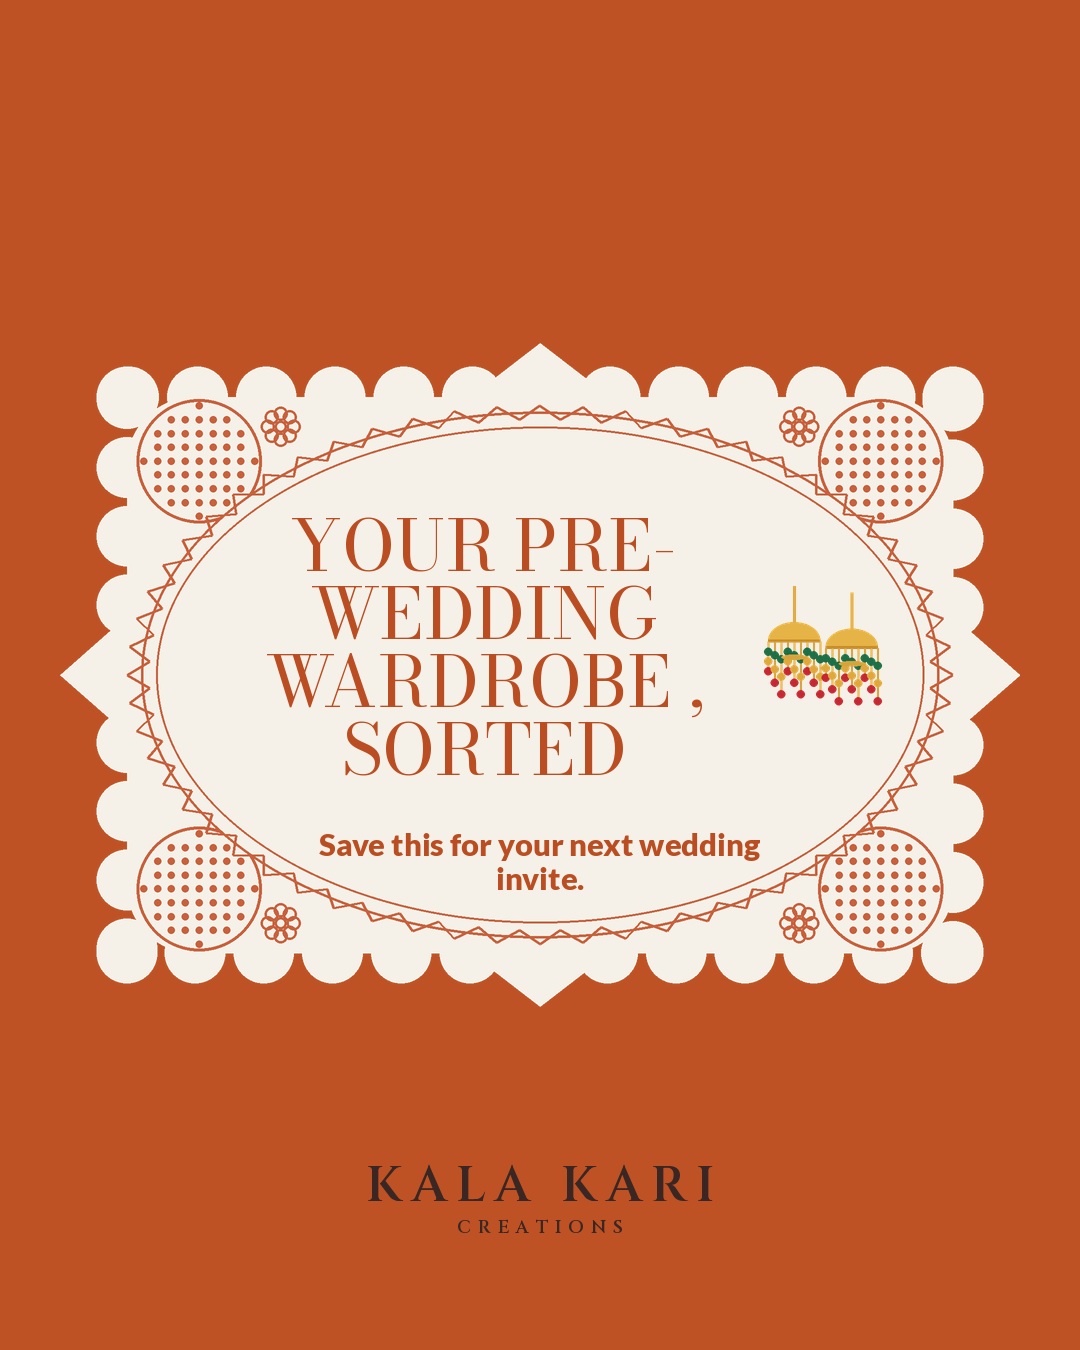 YOUR PRE-
WEDDING
WARDROBE ,
SORTED
Save this for your next wedding
invite.
KALA KARI
CREATIONS